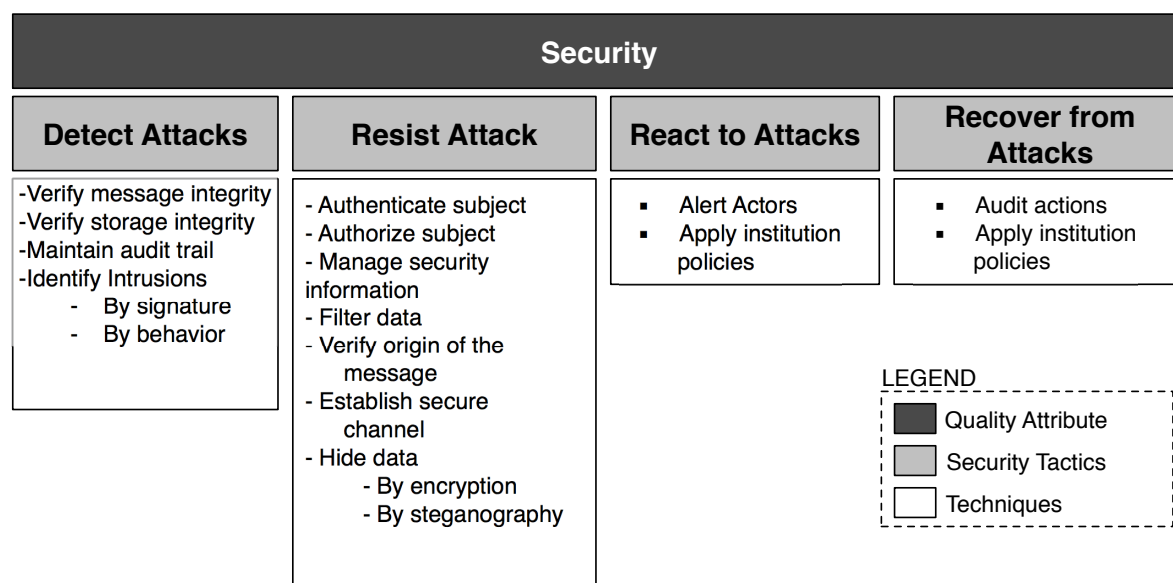 Security
Detect Attacks
-Verify message integrity
-Verify storage integrity
-Maintain audit trail
-Identify Intrusions
- By signature
- By behavior
Resist Attack
- Authenticate subject
- Authorize subject
- Manage security
information
- Filter data
- Verify origin of the
message
- Establish secure
channel
- Hide data
- By encryption
- By steganography
React to Attacks
▪ Alert Actors
▪ Apply institution
policies
Recover from
Attacks
▪ Audit actions
▪ Apply institution
policies
LEGEND
Quality Attribute
Security Tactics
Techniques